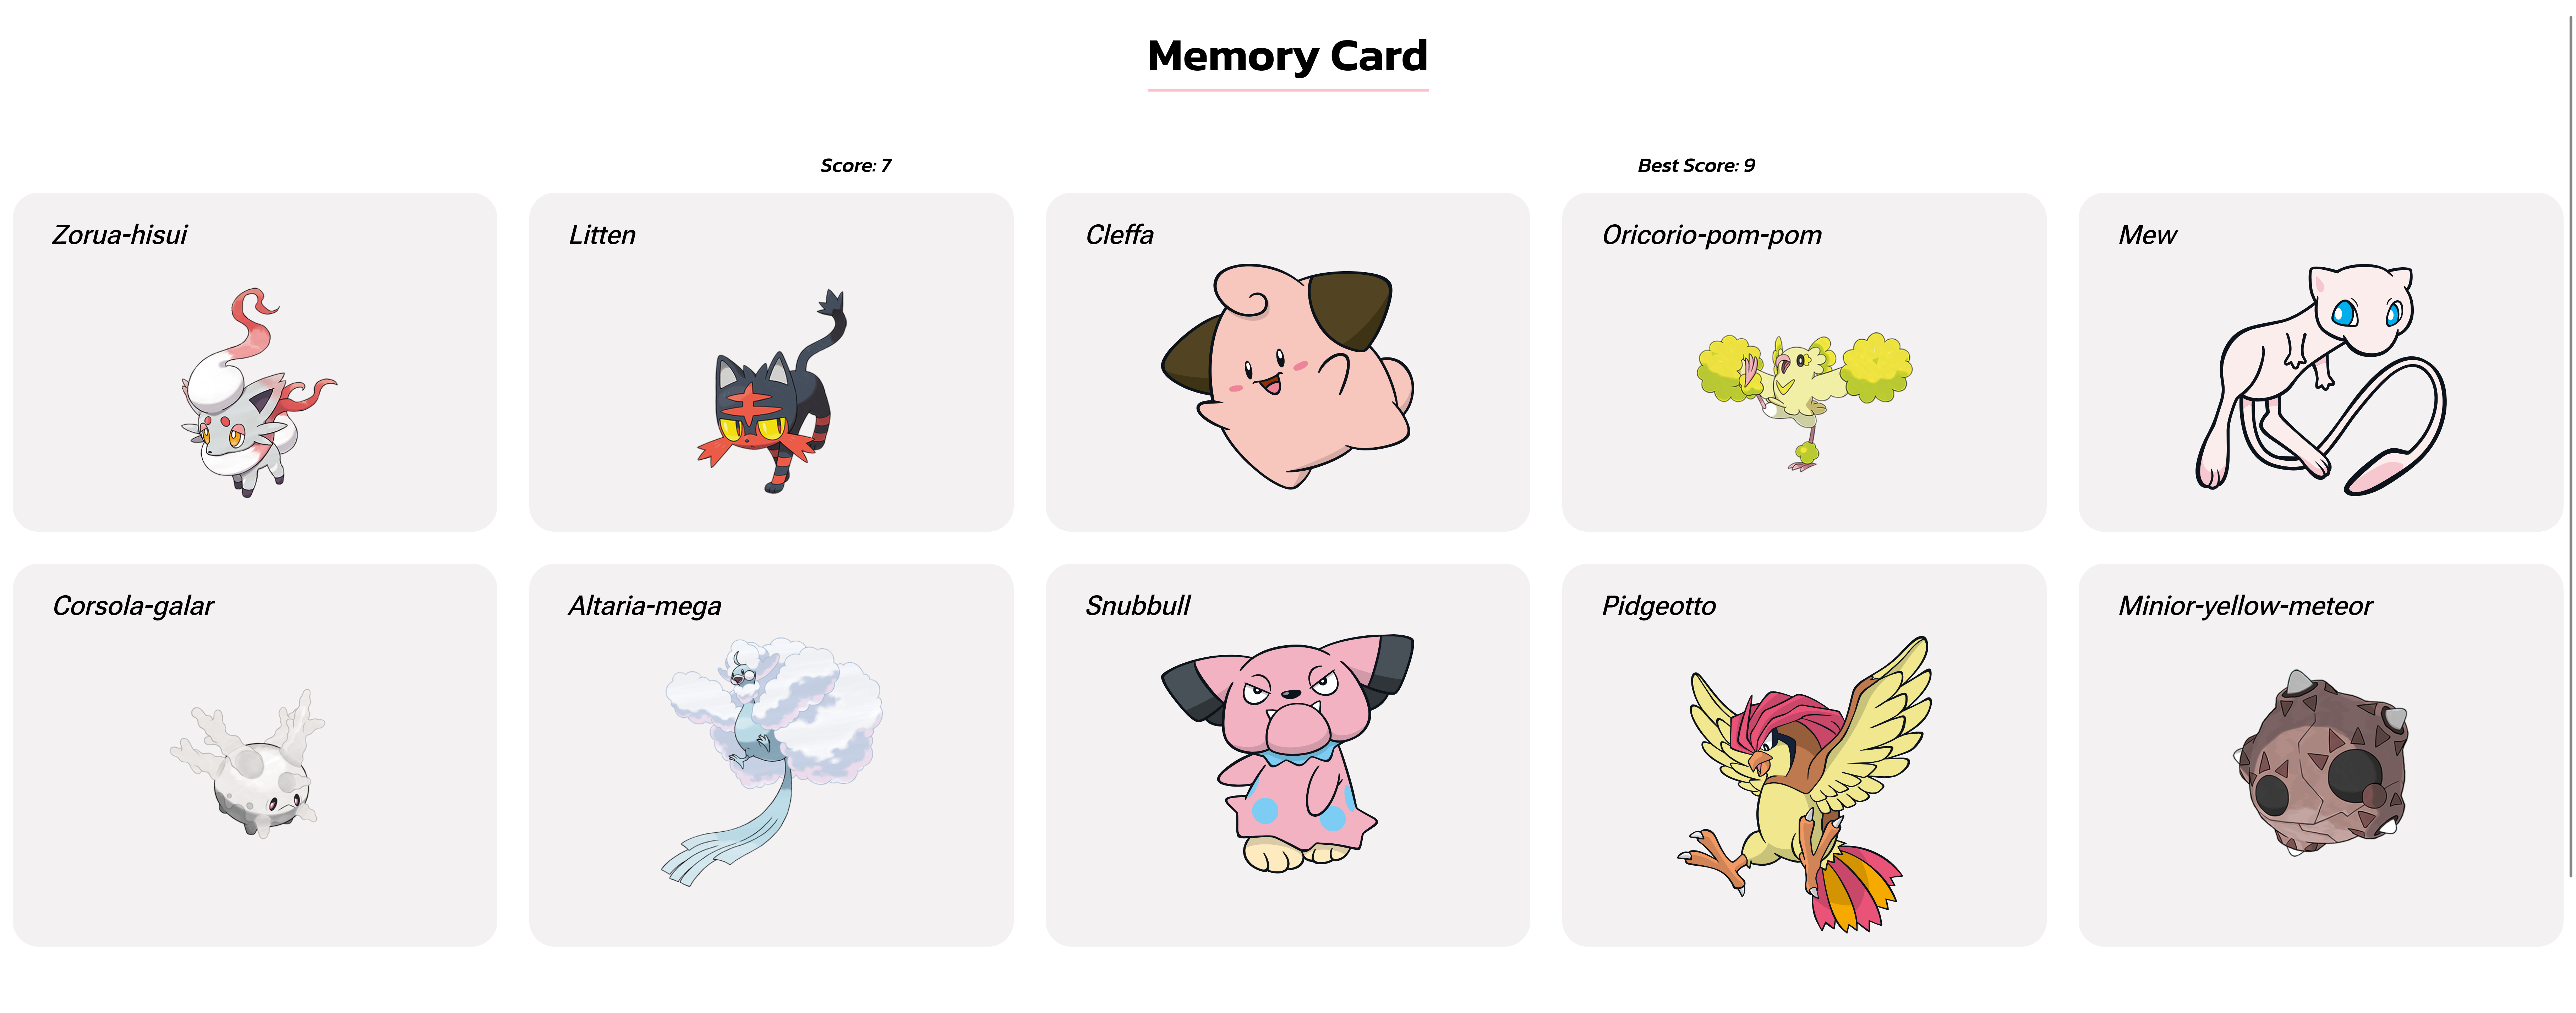 Memory Card
Score: 7
Best Score: 9
Zorua-hisui
Litten
Cleffa
Oricorio-pom-pom
Mew
Corsola-galar
Altaria-mega
Snubbull
Pidgeotto
Minior-yellow-meteor